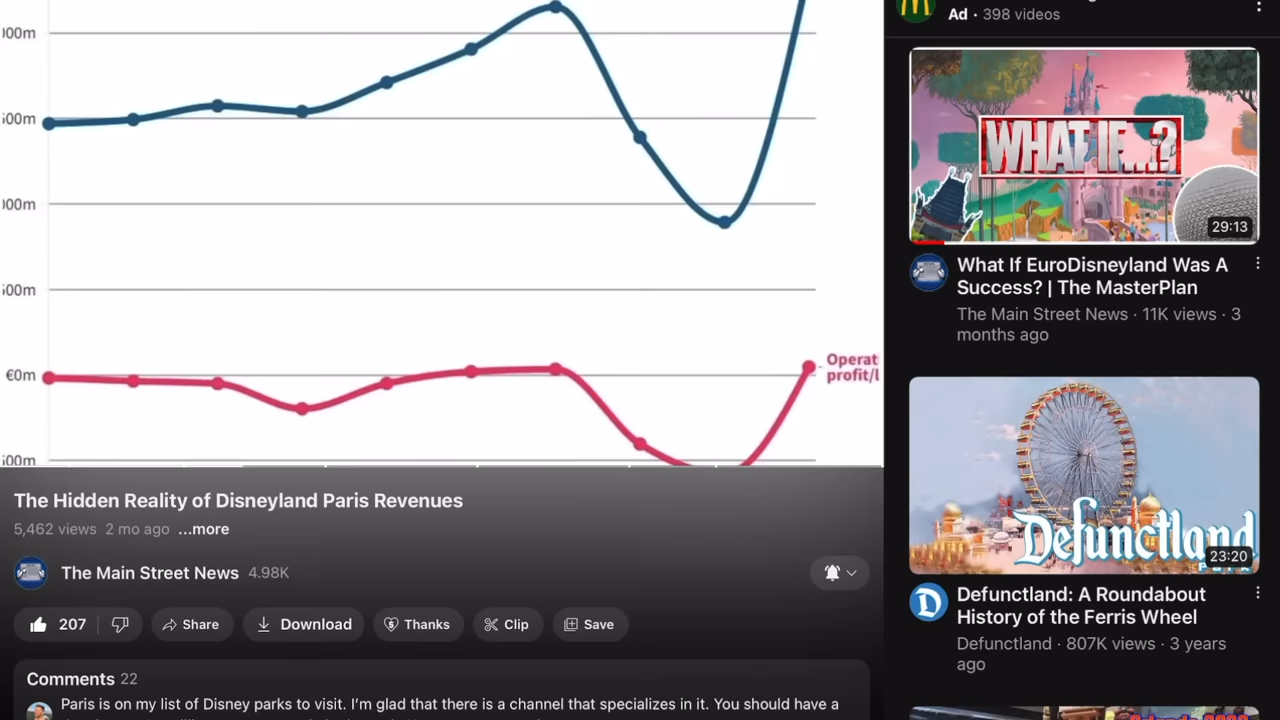 Ad · 398 videos
00m
500m
000m
500m
€0m
500m
Operat
profit/l
WHAT IF...?
29:13
What If EuroDisneyland Was A
Success? | The MasterPlan
The Main Street News · 11K views · 3
months ago
Defunctland
23:20
Defunctland: A Roundabout
History of the Ferris Wheel
Defunctland · 807K views · 3 years
ago
The Hidden Reality of Disneyland Paris Revenues
5,462 views 2 mo ago ...more
The Main Street News 4.98K
207 Share Download Thanks Clip Save
Comments 22
Paris is on my list of Disney parks to visit. I'm glad that there is a channel that specializes in it. You should have a